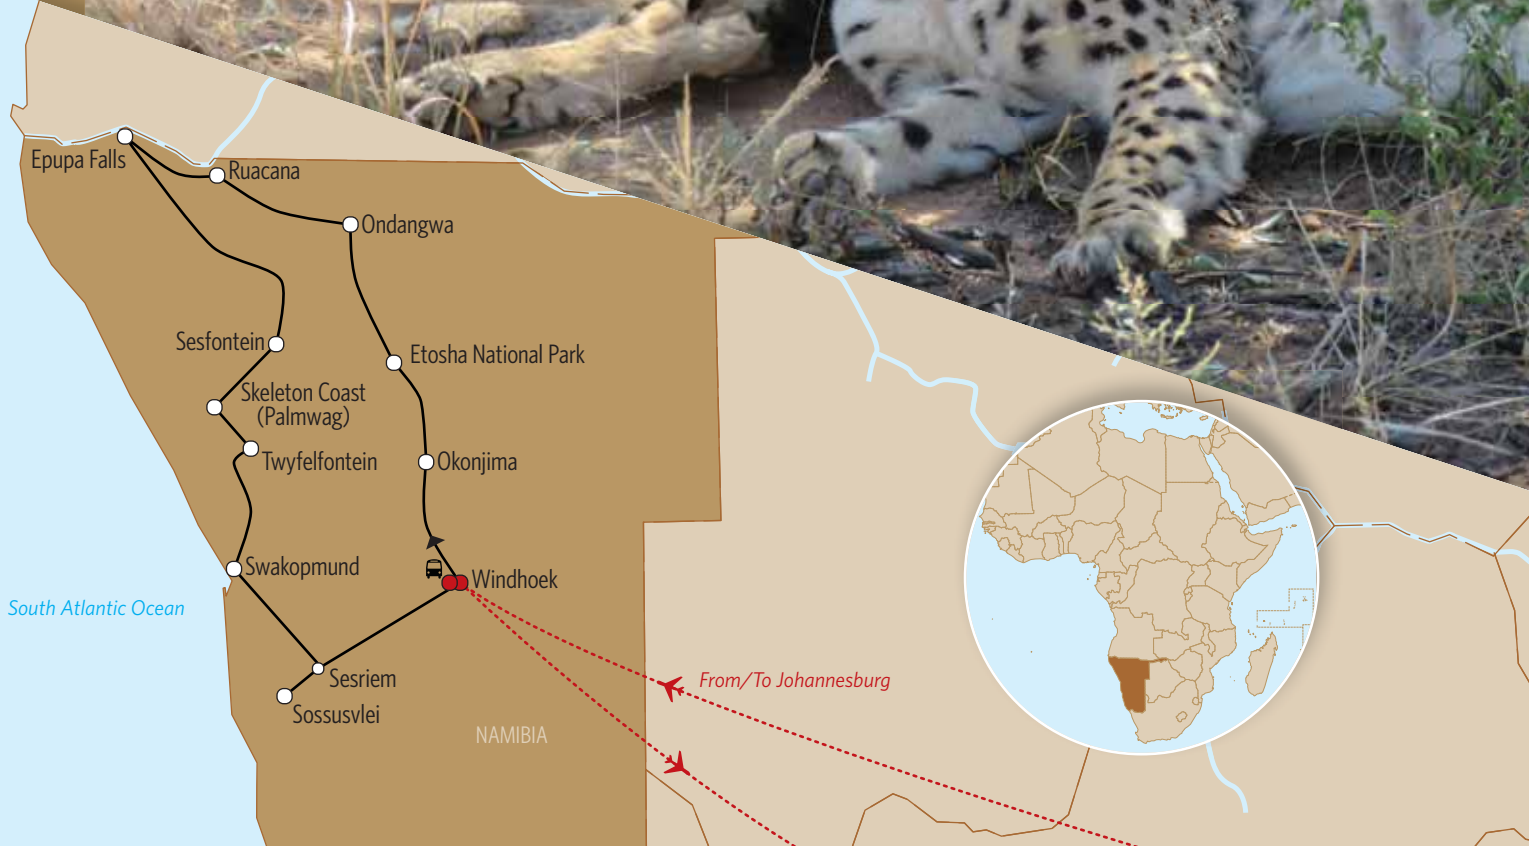 Epupa Falls
Ruacana
Ondangwa
Sesfontein
Etosha National Park
Skeleton Coast
(Palmwag)
Twyfelfontein
Okonjima
Swakopmund
Windhoek
South Atlantic Ocean
Sesriem
From/To Johannesburg
Sossusvlei
NAMIBIA